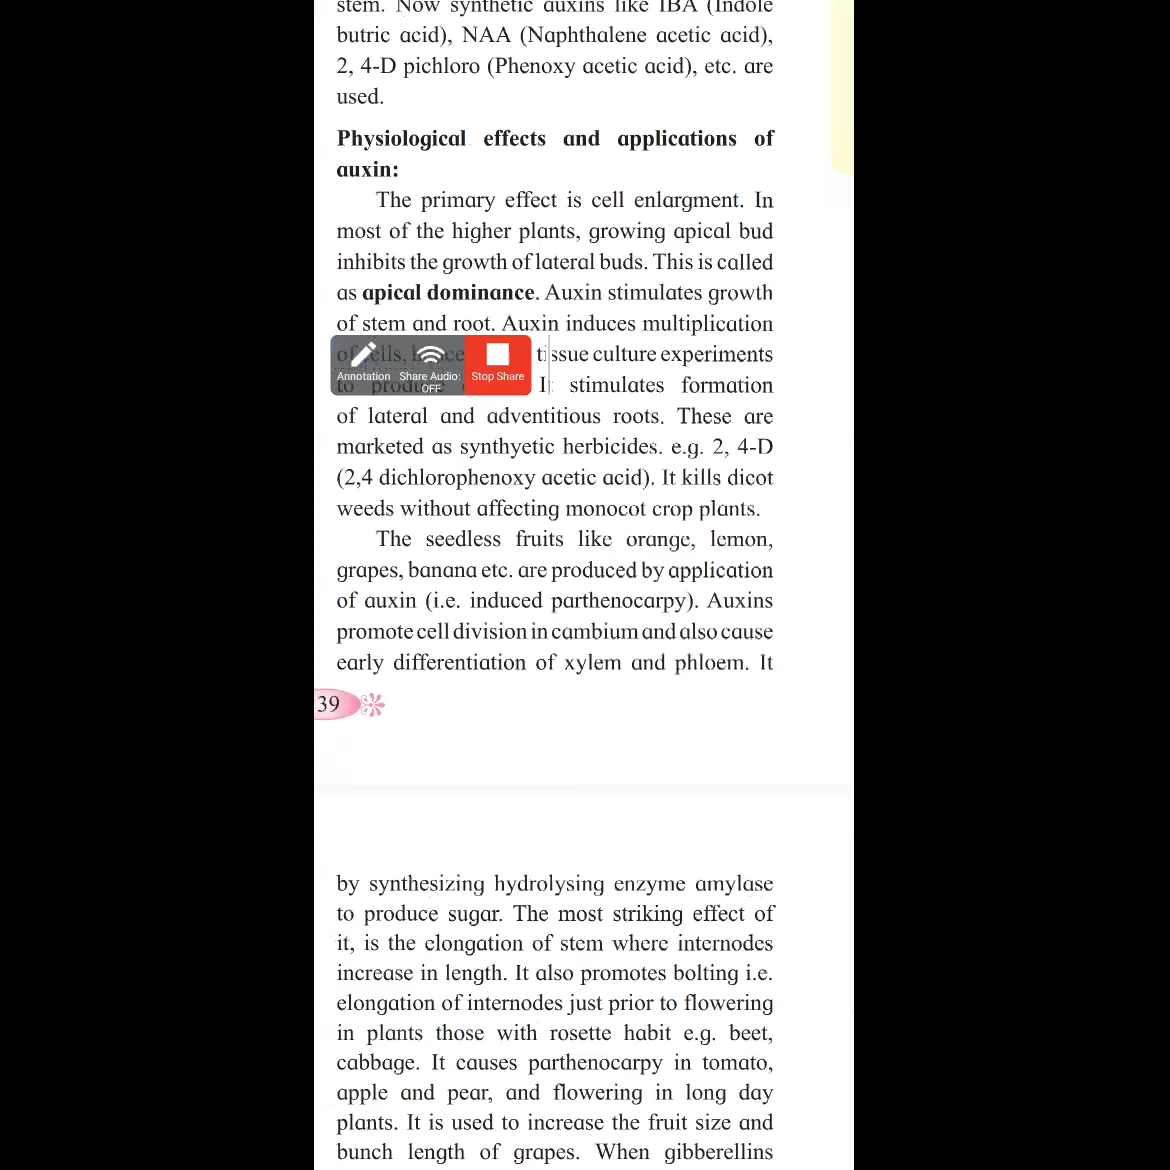 stem. Now synthetic auxins like IBA (Indole
butric acid), NAA (Naphthalene acetic acid),
2, 4-D pichloro (Phenoxy acetic acid), etc. are
used.
Physiological effects and applications of
auxin:
The primary effect is cell enlargment. In
most of the higher plants, growing apical bud
inhibits the growth of lateral buds. This is called
as apical dominance. Auxin stimulates growth
of stem and root. Auxin induces multiplication
of cells, tissue culture experiments
to produce It stimulates formation
Annotation Share Audio: Stop Share
OFF
of lateral and adventitious roots. These are
marketed as synthyetic herbicides. e.g. 2, 4-D
(2,4 dichlorophenoxy acetic acid). It kills dicot
weeds without affecting monocot crop plants.
The seedless fruits like orange, lemon,
grapes, banana etc. are produced by application
of auxin (i.e. induced parthenocarpy). Auxins
promote cell division in cambium and also cause
early differentiation of xylem and phloem. It
39
by synthesizing hydrolysing enzyme amylase
to produce sugar. The most striking effect of
it, is the elongation of stem where internodes
increase in length. It also promotes bolting i.e.
elongation of internodes just prior to flowering
in plants those with rosette habit e.g. beet,
cabbage. It causes parthenocarpy in tomato,
apple and pear, and flowering in long day
plants. It is used to increase the fruit size and
bunch length of grapes. When gibberellins